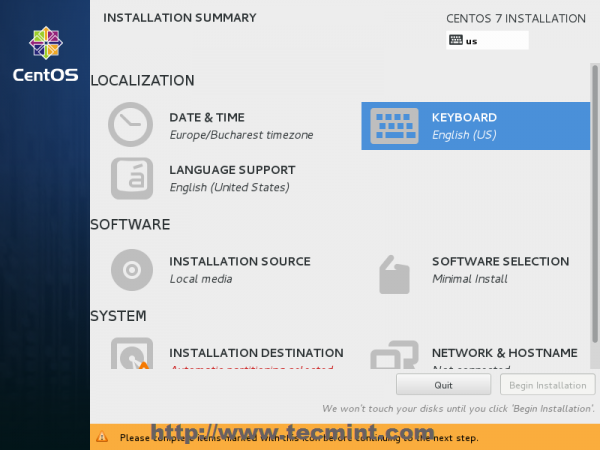 INSTALLATION SUMMARY
CENTOS 7 INSTALLATION
us
CentOS
LOCALIZATION
DATE & TIME
Europe/Bucharest timezone
KEYBOARD
English (US)
LANGUAGE SUPPORT
English (United States)
SOFTWARE
INSTALLATION SOURCE
Local media
SOFTWARE SELECTION
Minimal Install
SYSTEM
INSTALLATION DESTINATION
Automatic partitioning selected
NETWORK & HOSTNAME
Not connected
Quit
Begin Installation
We won't touch your disks until you click 'Begin Installation'.
Please complete items marked with this icon before continuing to the next step.
http://www.tecmint.com